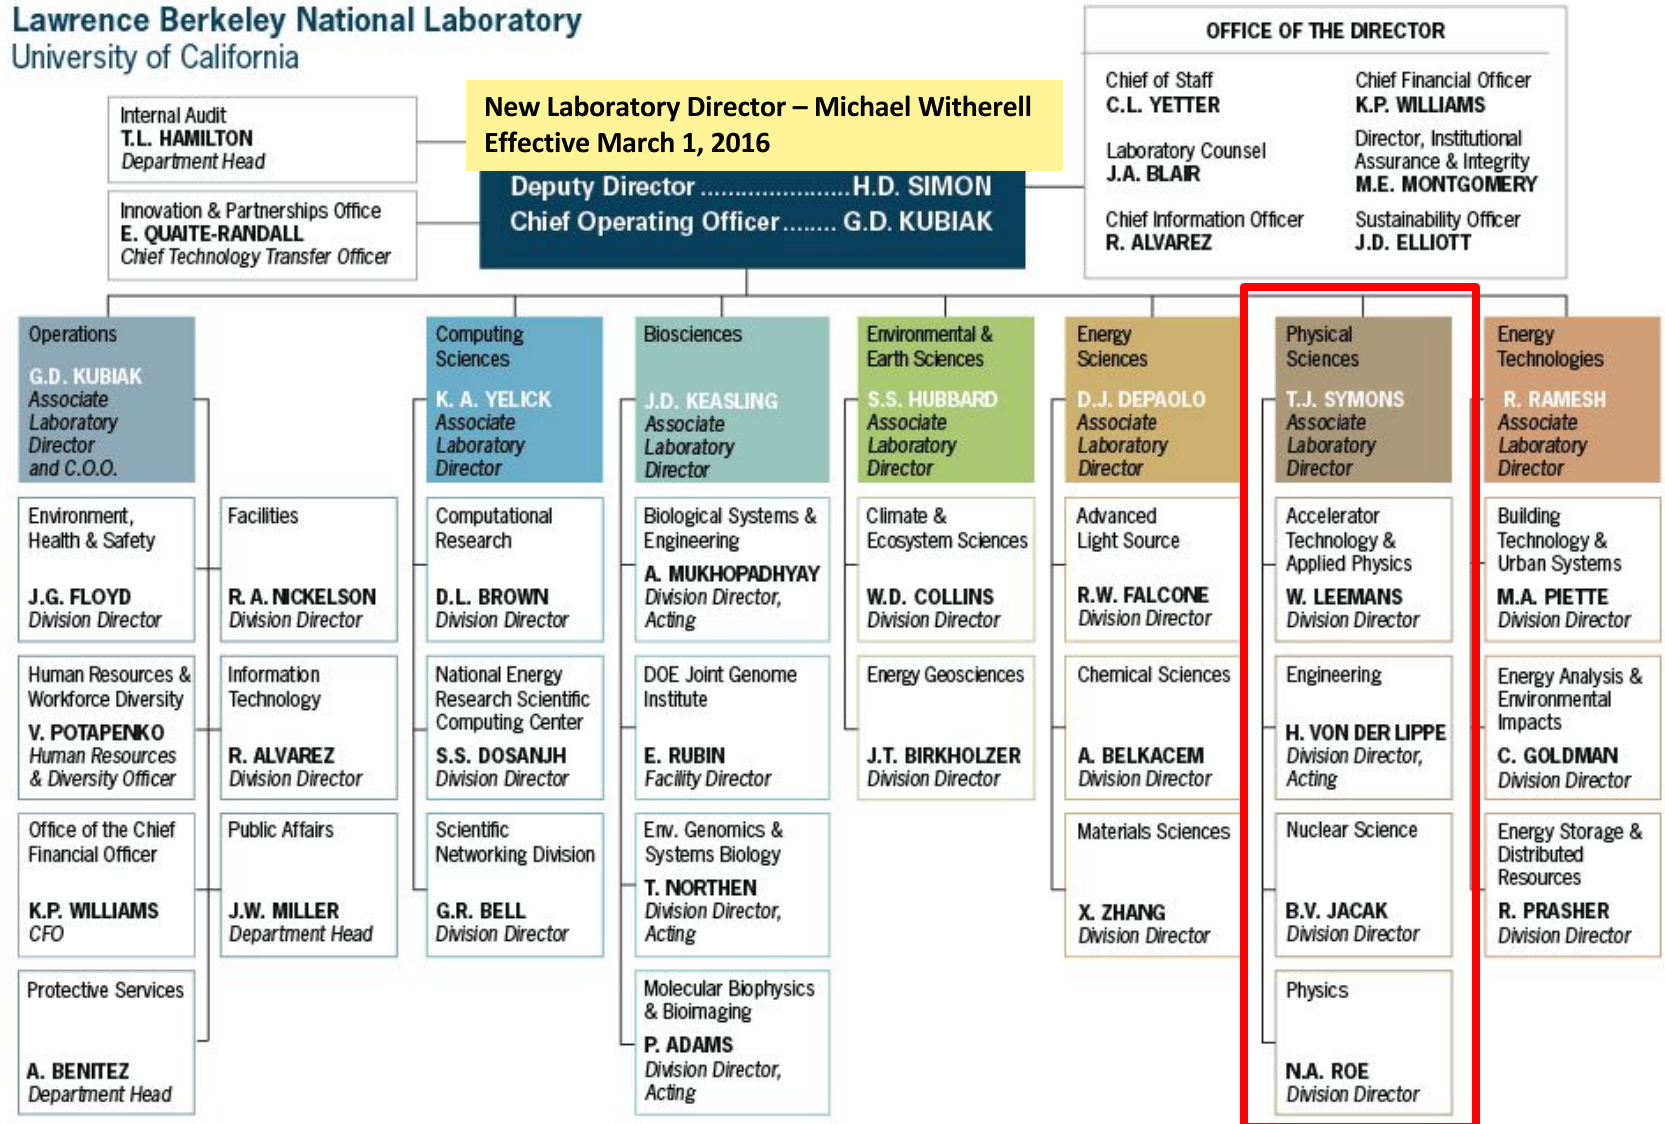 Lawrence Berkeley National Laboratory
University of California
Internal Audit
T.L. HAMILTON
Department Head
Innovation & Partnerships Office
E. QUAITE-RANDALL
Chief Technology Transfer Officer
New Laboratory Director – Michael Witherell
Effective March 1, 2016
Deputy Director ......................H.D. SIMON
Chief Operating Officer ........ G.D. KUBIAK
OFFICE OF THE DIRECTOR
Chief of Staff
C.L. YETTER
Laboratory Counsel
J.A. BLAIR
Chief Information Officer
R. ALVAREZ
Chief Financial Officer
K.P. WILLIAMS
Director, Institutional
Assurance & Integrity
M.E. MONTGOMERY
Sustainability Officer
J.D. ELLIOTT
Operations
G.D. KUBIAK
Associate
Laboratory
Director
and C.O.O.
Environment,
Health & Safety
J.G. FLOYD
Division Director
Human Resources &
Workforce Diversity
V. POTAPENKO
Human Resources
& Diversity Officer
Office of the Chief
Financial Officer
K.P. WILLIAMS
CFO
Protective Services
A. BENITEZ
Department Head
Facilities
R.A. NICKELSON
Division Director
Information
Technology
R. ALVAREZ
Division Director
Public Affairs
J.W. MILLER
Department Head
Computing
Sciences
K. A. YELICK
Associate
Laboratory
Director
Computational
Research
D.L. BROWN
Division Director
National Energy
Research Scientific
Computing Center
S.S. DOSANJH
Division Director
Scientific
Networking Division
G.R. BELL
Division Director
Biosciences
J.D. KEASLING
Associate
Laboratory
Director
Biological Systems &
Engineering
A. MUKHOPADHYAY
Division Director,
Acting
DOE Joint Genome
Institute
E. RUBIN
Facility Director
Env. Genomics &
Systems Biology
T. NORTHEN
Division Director,
Acting
Molecular Biophysics
& Bioimaging
P. ADAMS
Division Director,
Acting
Environmental &
Earth Sciences
S.S. HUBBARD
Associate
Laboratory
Director
Climate &
Ecosystem Sciences
W.D. COLLINS
Division Director
Energy Geosciences
J.T. BIRKHOLZER
Division Director
Energy
Sciences
D.J. DEPAOLO
Associate
Laboratory
Director
Advanced
Light Source
R.W. FALCONE
Division Director
Chemical Sciences
A. BELKACEM
Division Director
Materials Sciences
X. ZHANG
Division Director
Physical
Sciences
T.J. SYMONS
Associate
Laboratory
Director
Accelerator
Technology &
Applied Physics
W. LEEMANS
Division Director
Engineering
H. VON DER LIPPE
Division Director,
Acting
Nuclear Science
B.V. JACAK
Division Director
Physics
N.A. ROE
Division Director
Energy
Technologies
R. RAMESH
Associate
Laboratory
Director
Building
Technology &
Urban Systems
M.A. PIETTE
Division Director
Energy Analysis &
Environmental
Impacts
C. GOLDMAN
Division Director
Energy Storage &
Distributed
Resources
R. PRASHER
Division Director